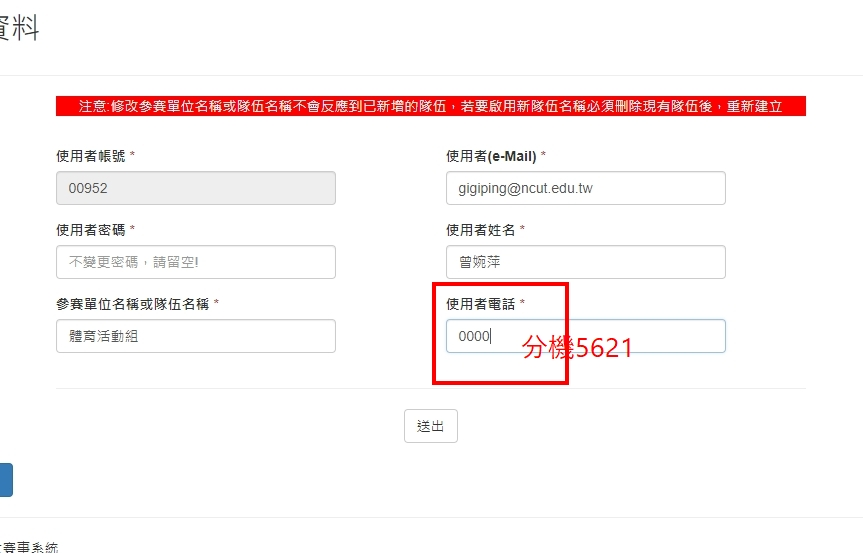 資料
注意:修改參賽單位名稱或隊伍名稱不會反應到已新增的隊伍，若要啟用新隊伍名稱必須刪除現有隊伍後，重新建立
使用者帳號 *
使用者(e-Mail) *
00952
gigiping@ncut.edu.tw
使用者密碼 *
使用者姓名 *
不變更密碼，請留空!
曾婉萍
參賽單位名稱或隊伍名稱 *
使用者電話 *
體育活動組
0000
分機5621
送出
賽事系統